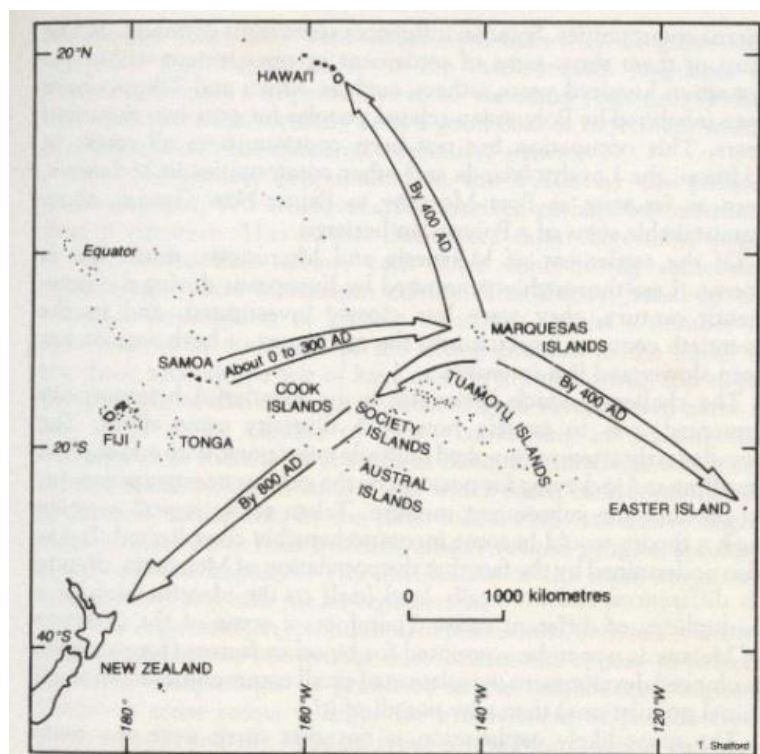 20°N
HAWAI'I
By 400 AD
Equator
About 0 to 300 AD
MARQUESAS
ISLANDS
SAMOA
COOK
ISLANDS
TUAMOTU ISLANDS
By 400 AD
SOCIETY
ISLANDS
20°S
FIJI
TONGA
AUSTRAL
ISLANDS
By 800 AD
EASTER ISLAND
0
1000 kilometres
40°S
NEW ZEALAND
180°
160°W
140°W
120°W
T. Shatford